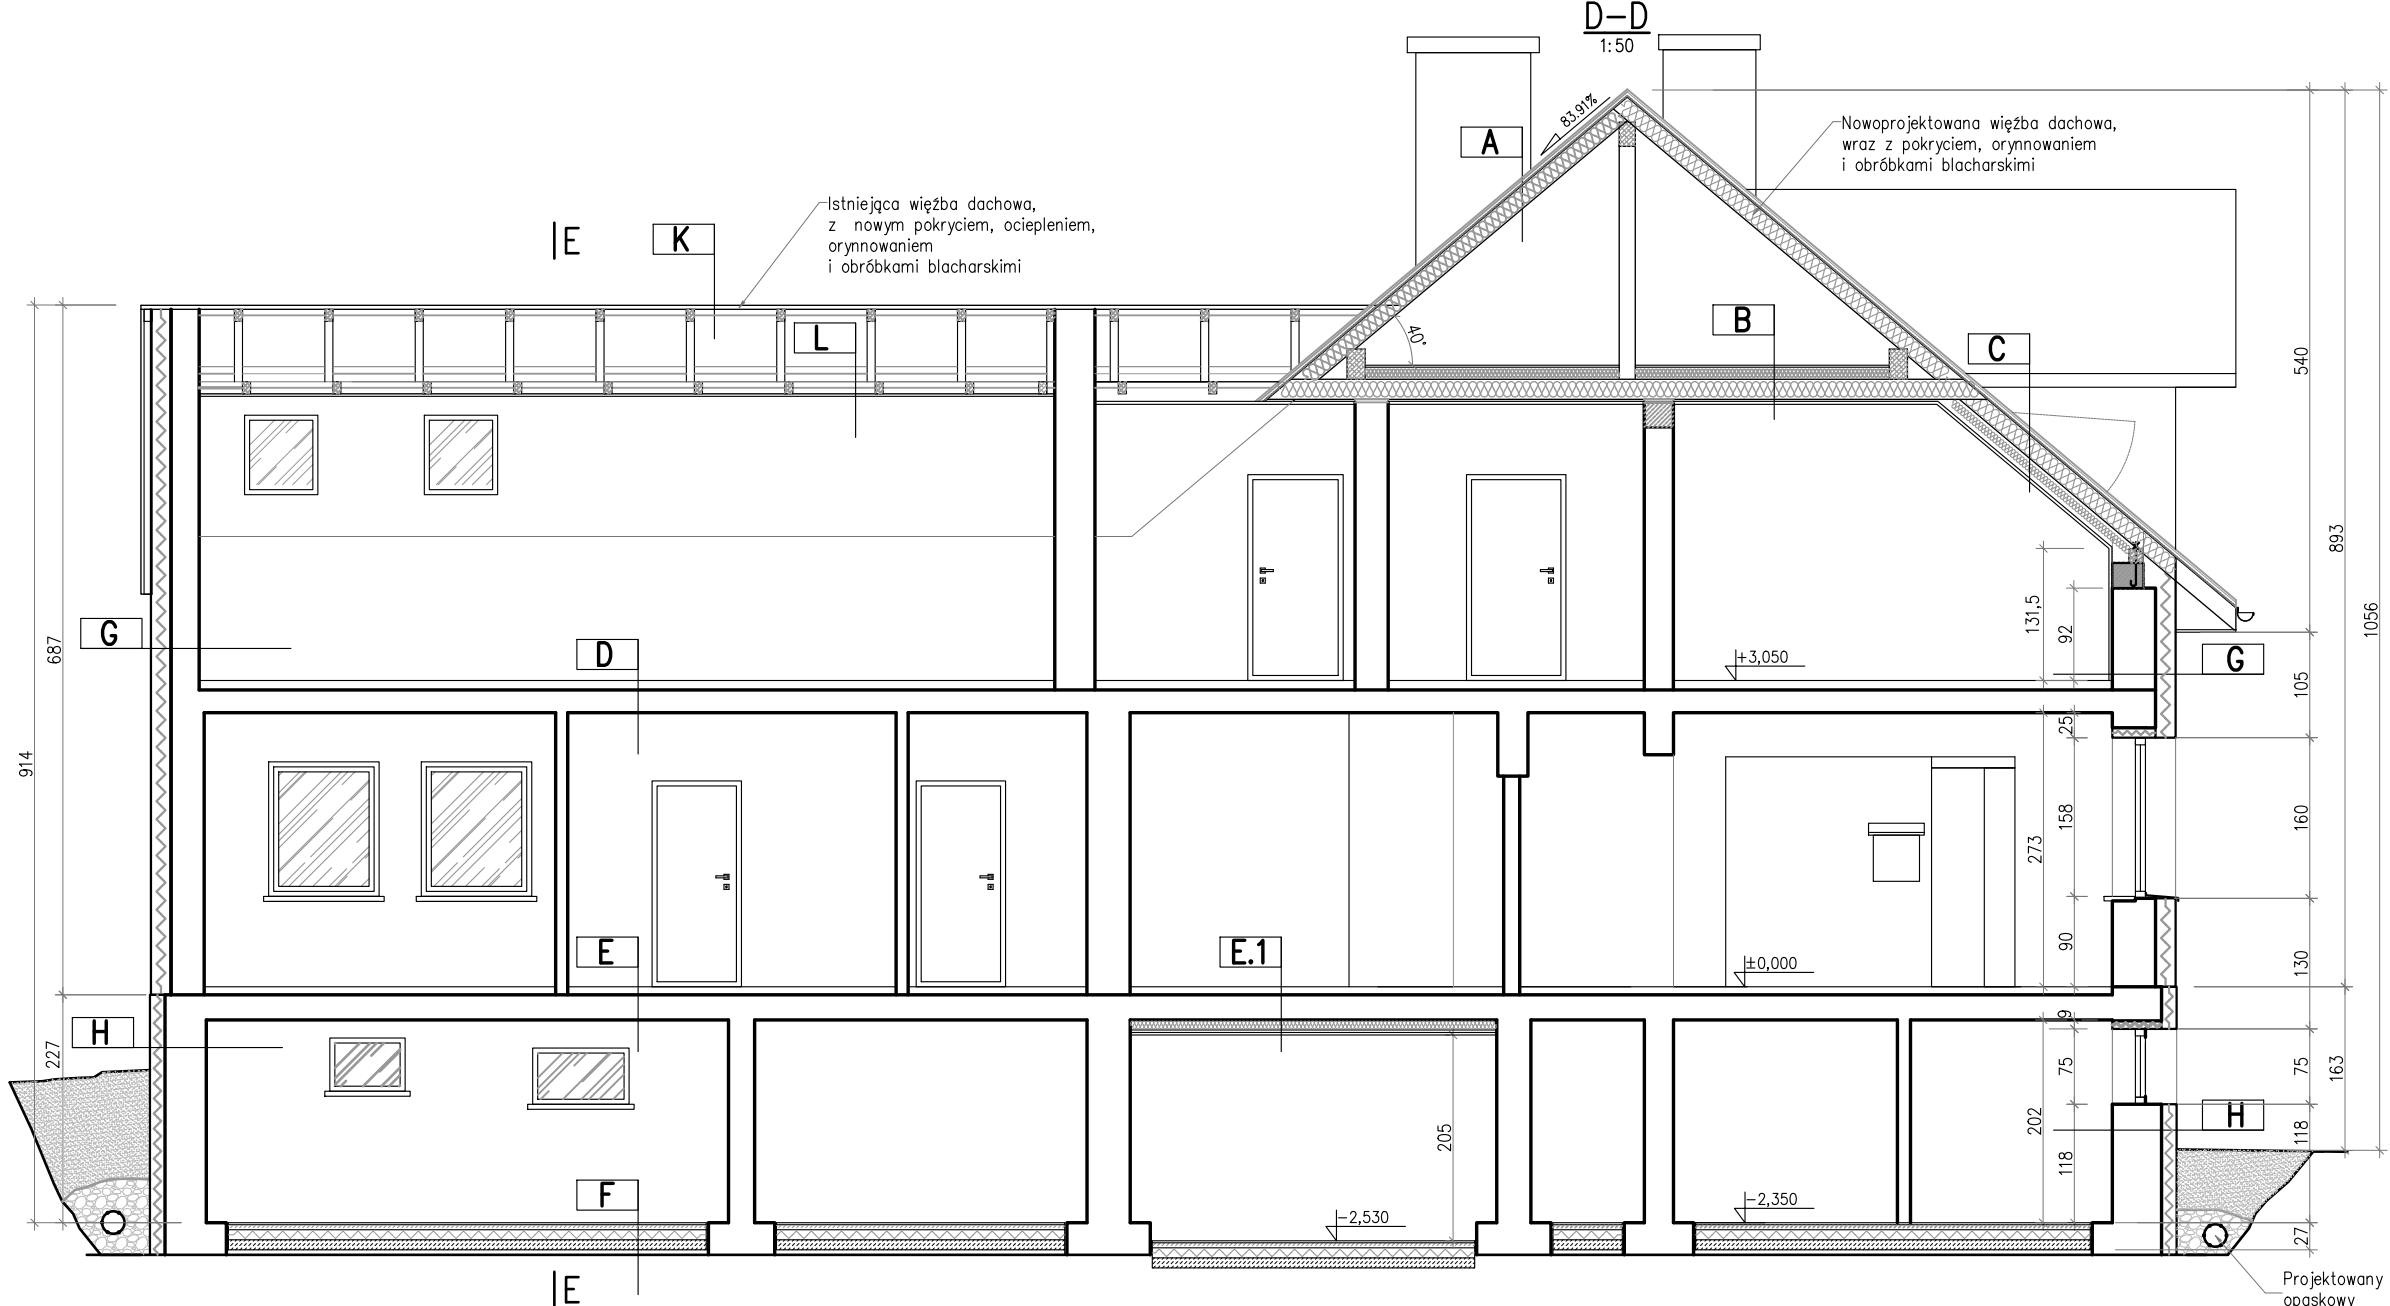 D-D
1:50
83.91%
A
Nowoprojektowana więźba dachowa,
wraz z pokryciem, orynnowaniem
i obróbkami blacharskimi
Istniejąca więźba dachowa,
z nowym pokryciem, ociepleniem,
orynnowaniem
i obróbkami blacharskimi
E
K
L
40°
B
C
540
893
1056
131,5
92
J
G
687
914
D
+3,050
G
105
25
158
273
160
E
E.1
±0,000
90
130
H
227
9
75
75
163
205
202
118
118
H
F
-2,530
-2,350
27
E
Projektowany
opaskowy